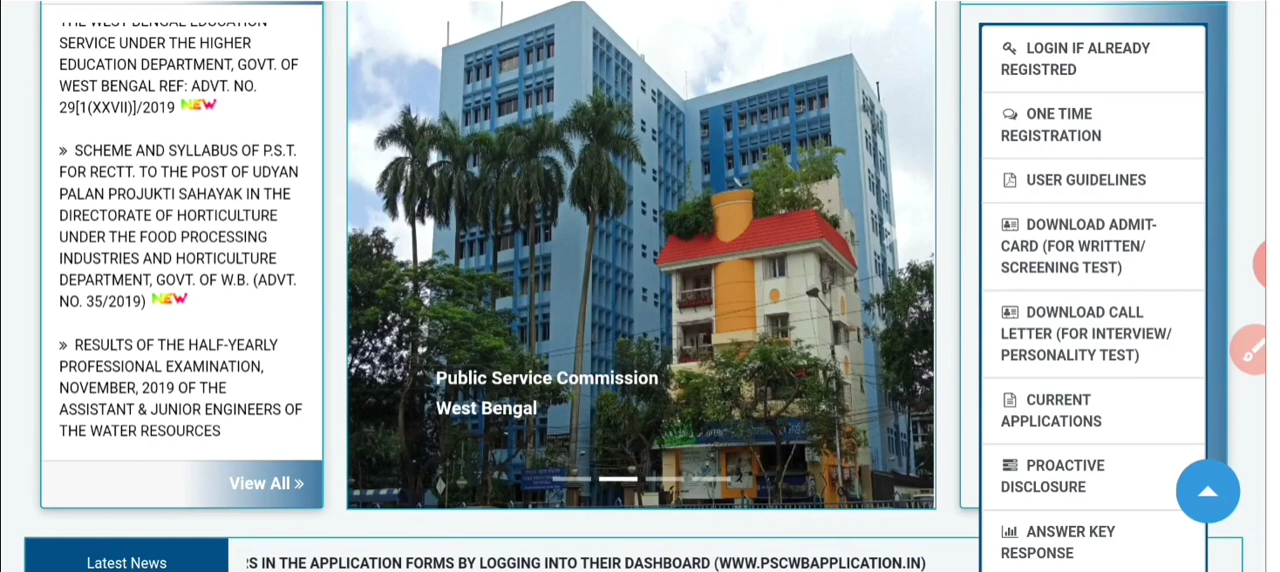 SERVICE UNDER THE HIGHER
EDUCATION DEPARTMENT, GOVT. OF
WEST BENGAL REF: ADVT. NO.
29[1(XXVII)]/2019 NEW
» SCHEME AND SYLLABUS OF P.S.T.
FOR RECTT. TO THE POST OF UDYAN
PALAN PROJUKTI SAHAYAK IN THE
DIRECTORATE OF HORTICULTURE
UNDER THE FOOD PROCESSING
INDUSTRIES AND HORTICULTURE
DEPARTMENT, GOVT. OF W.B. (ADVT.
NO. 35/2019) NEW
» RESULTS OF THE HALF-YEARLY
PROFESSIONAL EXAMINATION,
NOVEMBER, 2019 OF THE
ASSISTANT & JUNIOR ENGINEERS OF
THE WATER RESOURCES
View All »
Public Service Commission
West Bengal
LOGIN IF ALREADY
REGISTRED
ONE TIME
REGISTRATION
USER GUIDELINES
DOWNLOAD ADMIT-
CARD (FOR WRITTEN/
SCREENING TEST)
DOWNLOAD CALL
LETTER (FOR INTERVIEW/
PERSONALITY TEST)
CURRENT
APPLICATIONS
PROACTIVE
DISCLOSURE
ANSWER KEY
RESPONSE
Latest News
IN THE APPLICATION FORMS BY LOGGING INTO THEIR DASHBOARD (WWW.PSCWBAPPLICATION.IN)